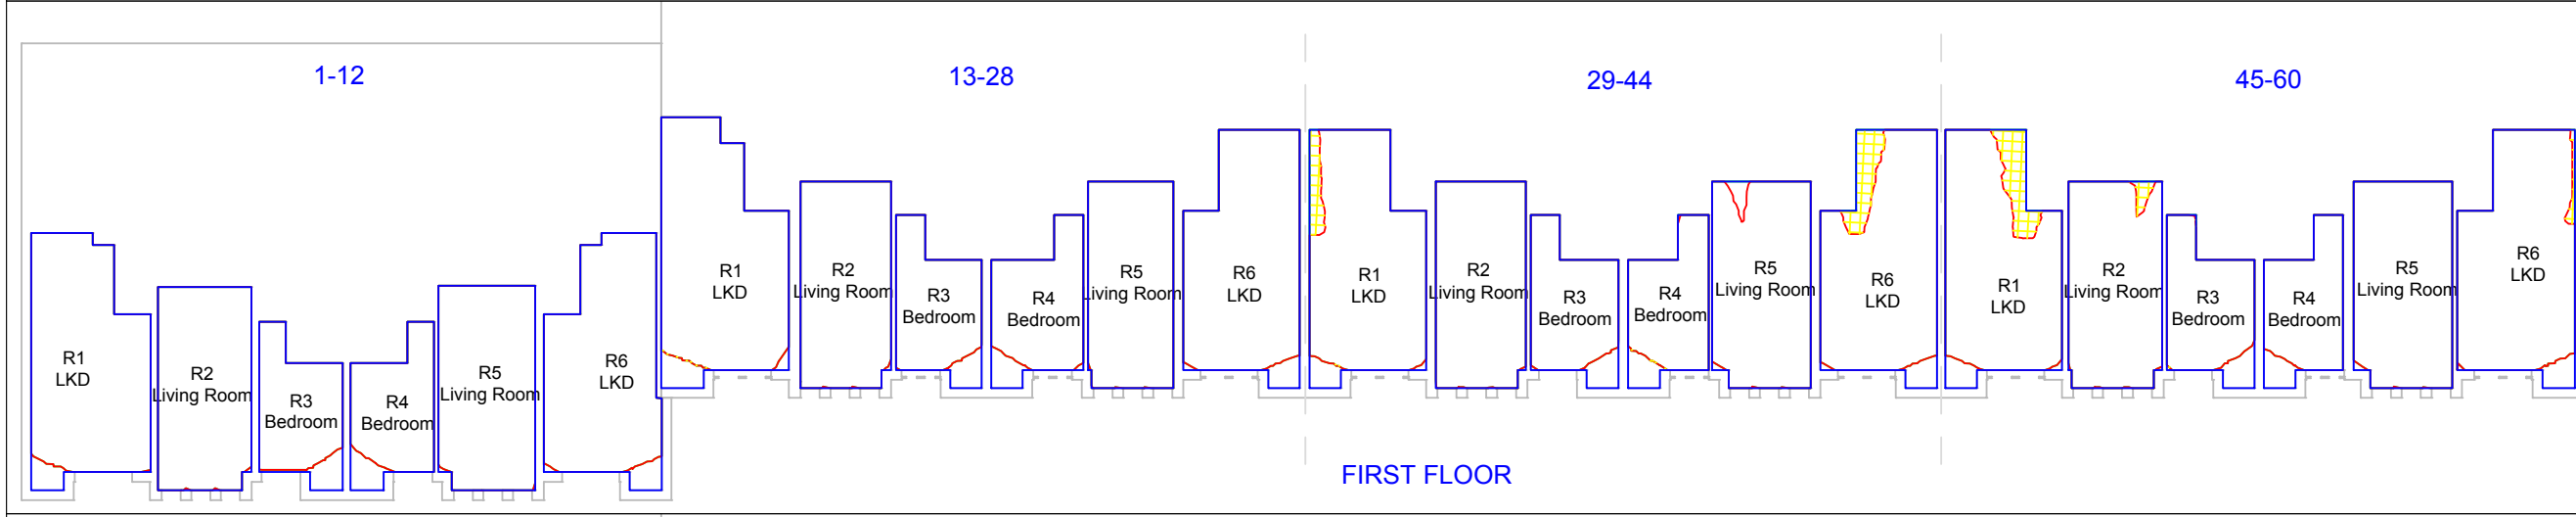 1-12
13-28
29-44
45-60
R1
LKD
R2
Living Room
R3
Bedroom
R4
Bedroom
R5
Living Room
R6
LKD
R1
LKD
R2
Living Room
R3
Bedroom
R4
Bedroom
R5
Living Room
R6
LKD
R1
LKD
R2
Living Room
R3
Bedroom
R4
Bedroom
R5
Living Room
R6
LKD
R1
LKD
R2
Living Room
R3
Bedroom
R4
Bedroom
R5
Living Room
R6
LKD
FIRST FLOOR